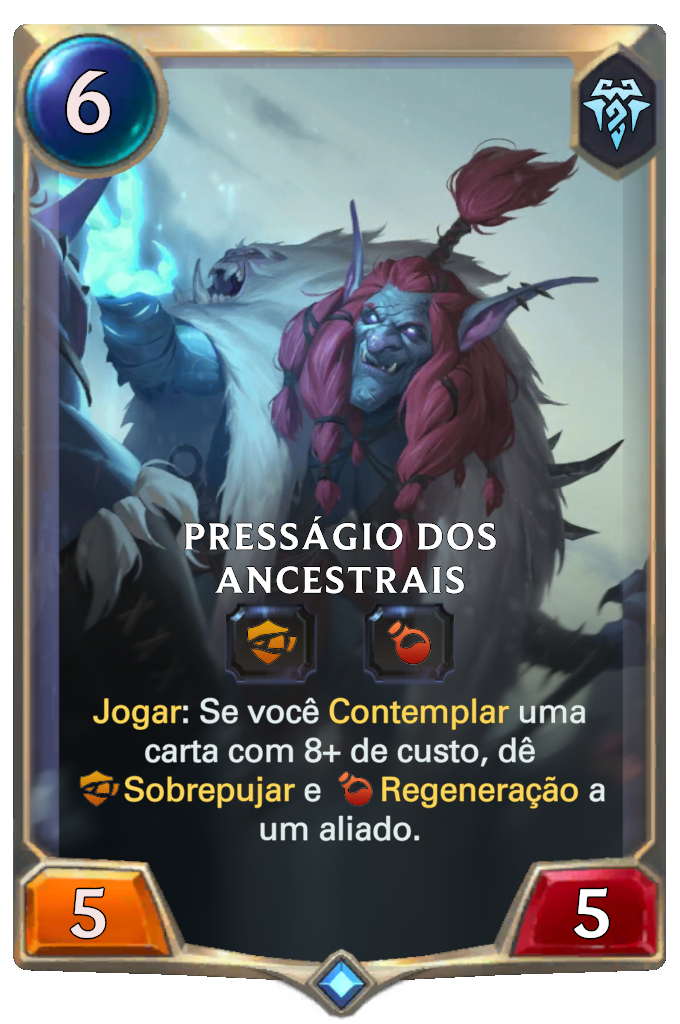 6
PRESSÁGIO DOS
ANCESTRAIS
Jogar: Se você Contemplar uma
carta com 8+ de custo, dê
Sobrepujar e Regeneração a
um aliado.
5
5